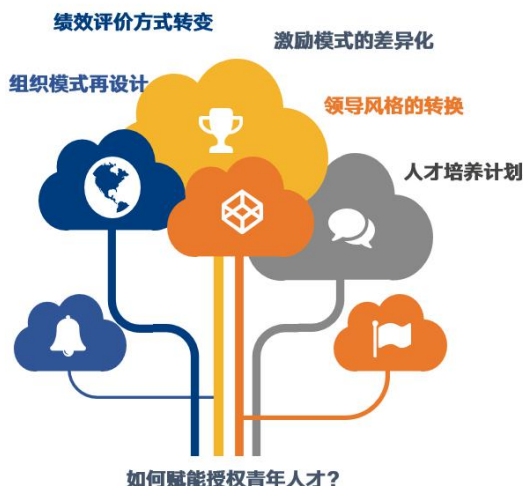 绩效评价方式转变
激励模式的差异化
组织模式再设计
领导风格的转换
人才培养计划
如何赋能授权青年人才？